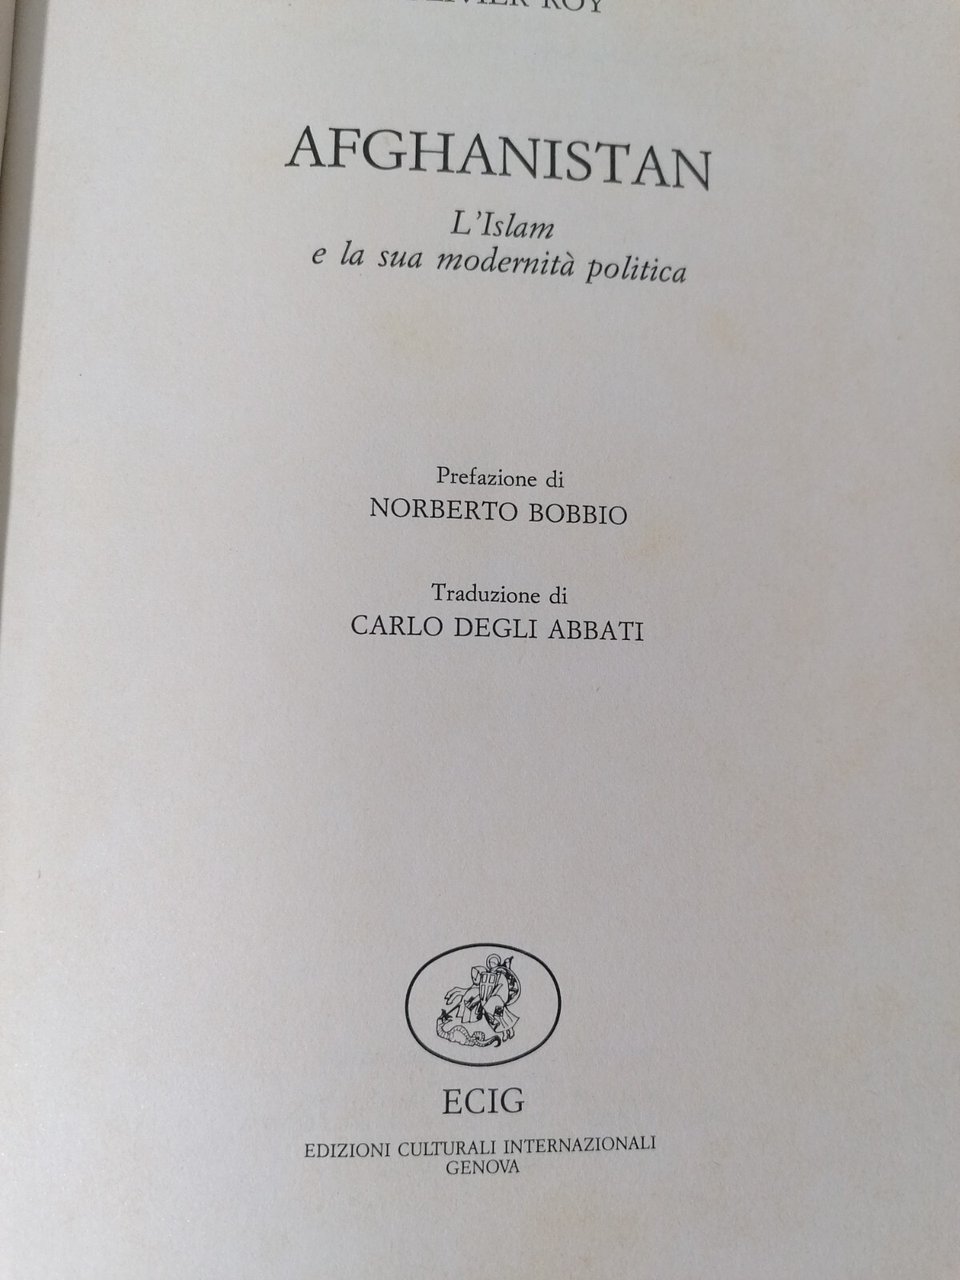 ROY
AFGHANISTAN
L'Islam
e la sua modernità politica
Prefazione di
NORBERTO BOBBIO
Traduzione di
CARLO DEGLI ABBATI
ECIG
EDIZIONI CULTURALI INTERNAZIONALI
GENOVA